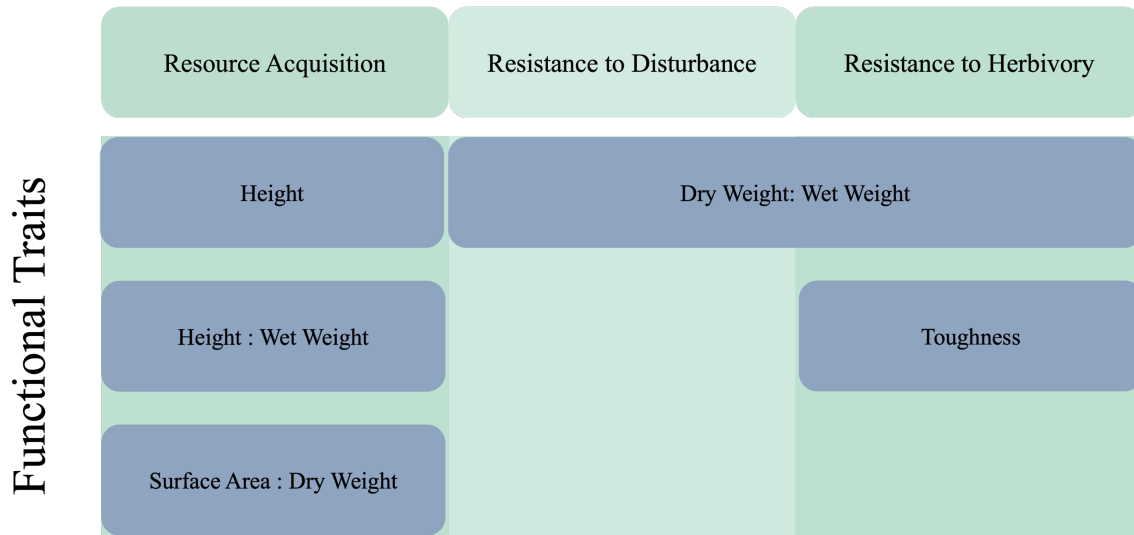 Resource Acquisition
Resistance to Disturbance
Resistance to Herbivory
Functional Traits
Height
Dry Weight: Wet Weight
Height : Wet Weight
Toughness
Surface Area : Dry Weight